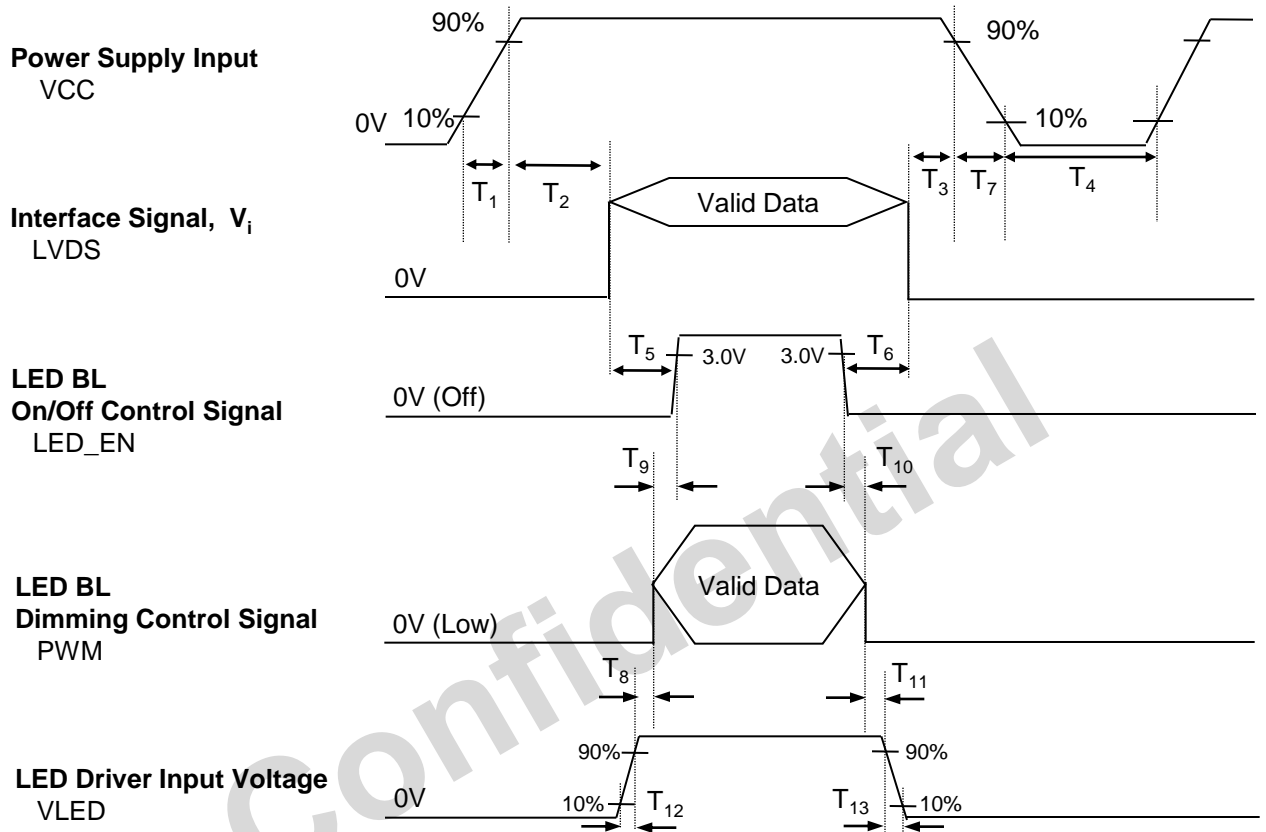 90%
90%
Power Supply Input
VCC
0V 10%
10%
T1
T2
T3
T7
T4
Interface Signal, Vi
LVDS
Valid Data
0V
T5
3.0V
3.0V
T6
LED BL
On/Off Control Signal
LED_EN
0V (Off)
T9
T10
LED BL
Dimming Control Signal
PWM
Valid Data
0V (Low)
T8
T11
LED Driver Input Voltage
VLED
90%
90%
0V
10%
T12
T13
10%
Confidential